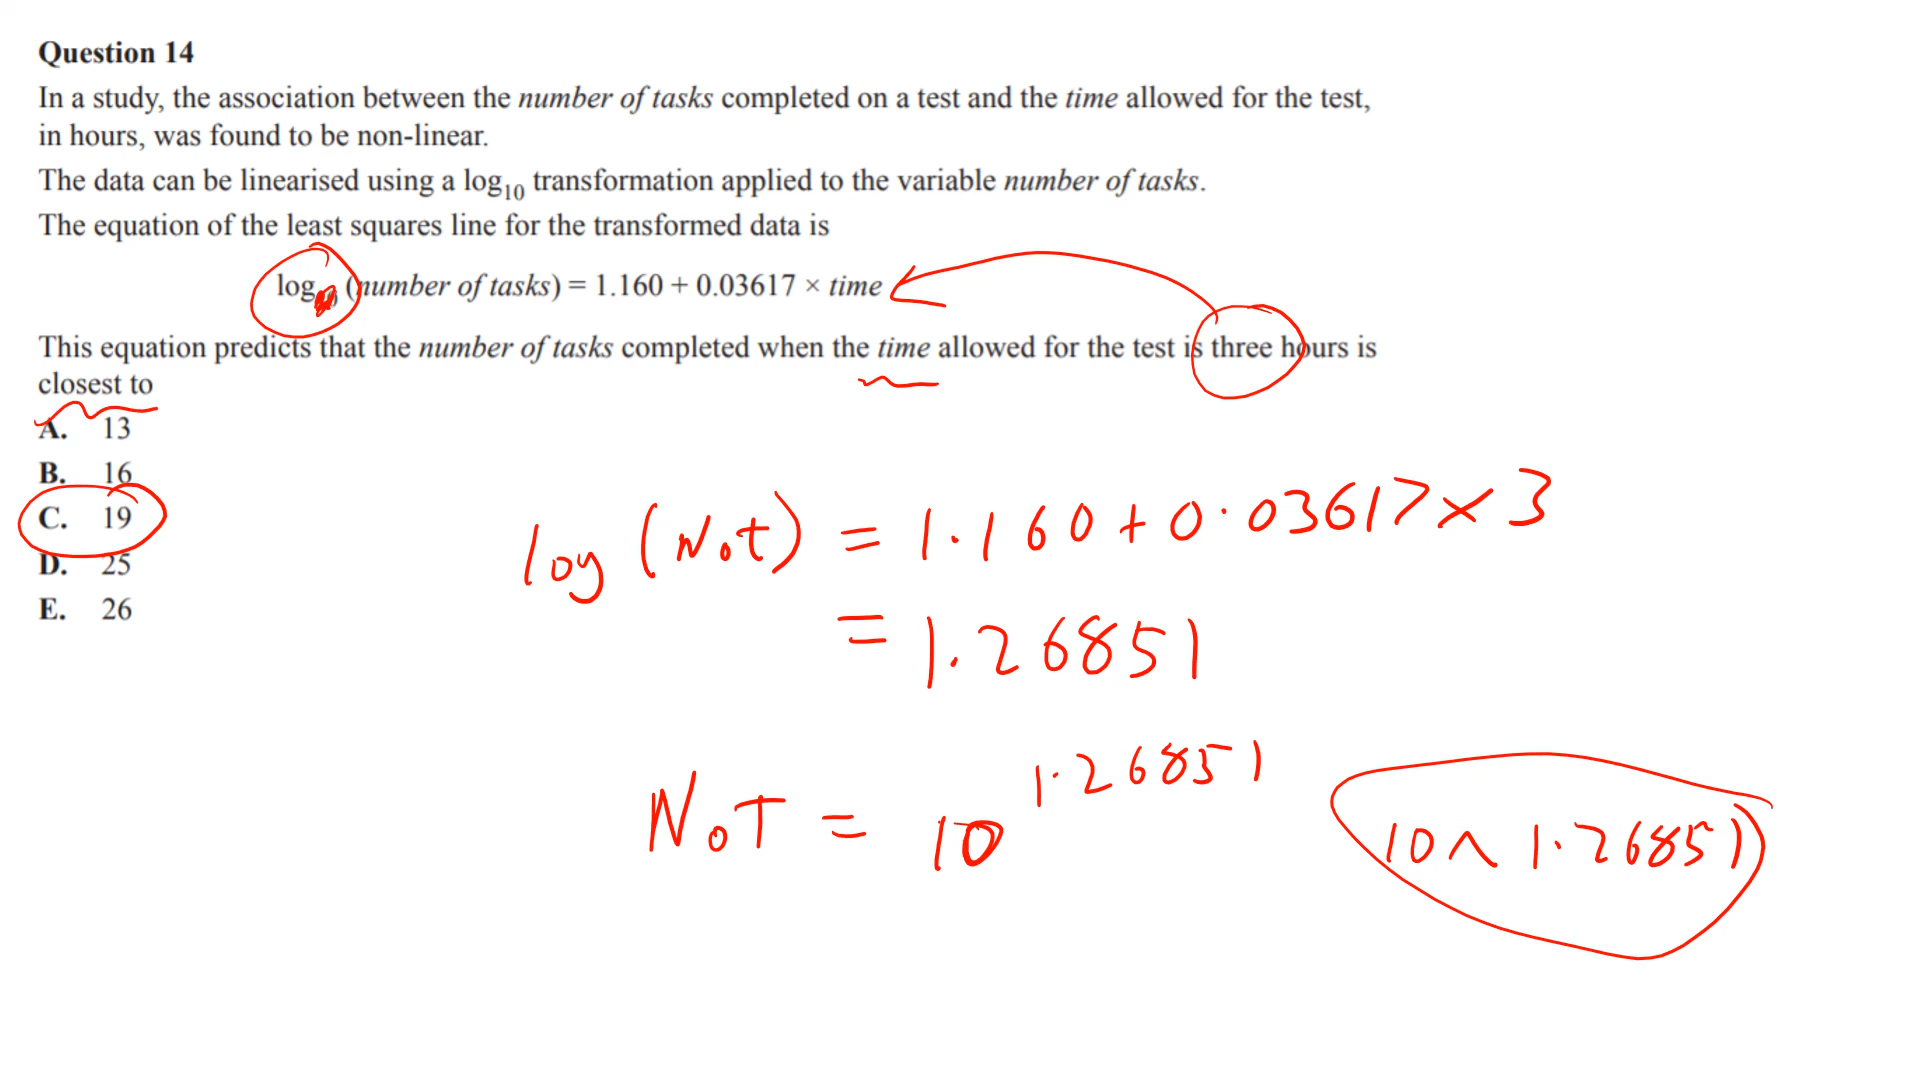 Question 14
In a study, the association between the number of tasks completed on a test and the time allowed for the test,
in hours, was found to be non-linear.
The data can be linearised using a log₁₀ transformation applied to the variable number of tasks.
The equation of the least squares line for the transformed data is
log (number of tasks) = 1.160 + 0.03617 × time
This equation predicts that the number of tasks completed when the time allowed for the test is three hours is
closest to
A. 13
B. 16
C. 19
D. 25
E. 26
log (Not) = 1.160 + 0.03617 × 3
= 1.26851
NoT = 10^1.26851
10 ^ 1.26851)